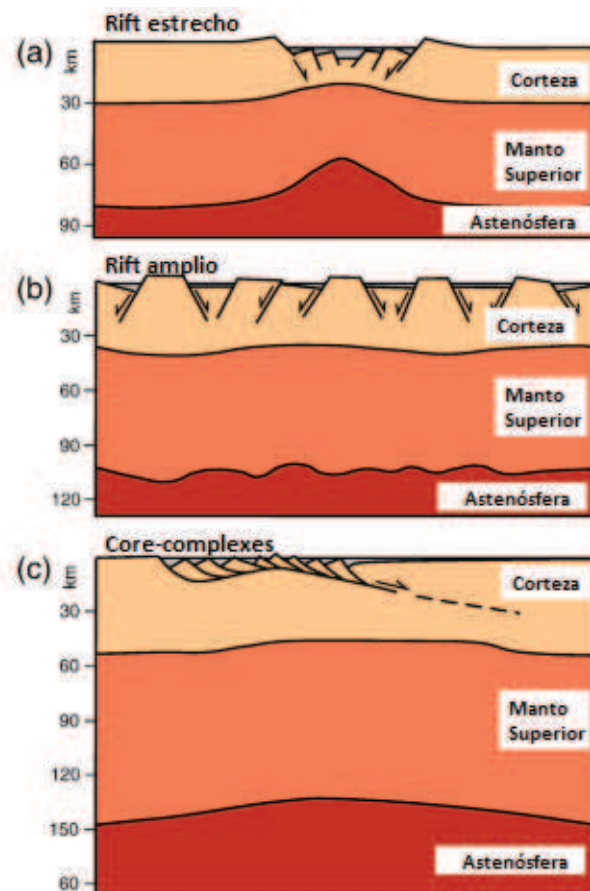 Rift estrecho
(a)
km
Corteza
30
60
Manto
Superior
90
Astenósfera
Rift amplio
(b)
km
Corteza
30
60
Manto
Superior
90
120
Astenósfera
Core-complexes
(c)
km
Corteza
30
60
90
Manto
Superior
120
150
Astenósfera
60